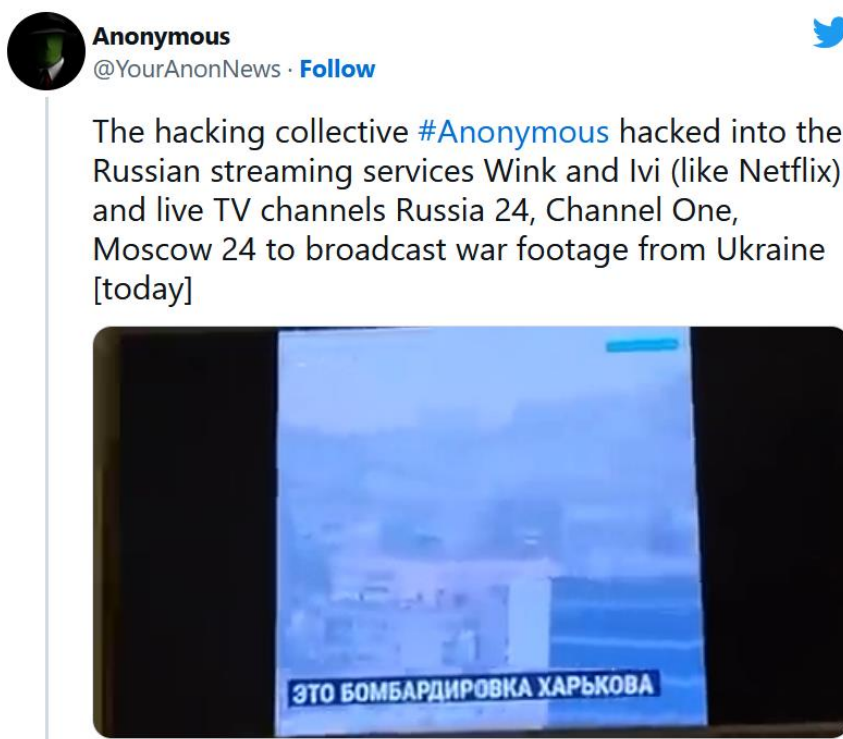 Anonymous
@YourAnonNews · Follow
The hacking collective #Anonymous hacked into the
Russian streaming services Wink and Ivi (like Netflix)
and live TV channels Russia 24, Channel One,
Moscow 24 to broadcast war footage from Ukraine
[today]
ЭТО БОМБАРДИРОВКА ХАРЬКОВА